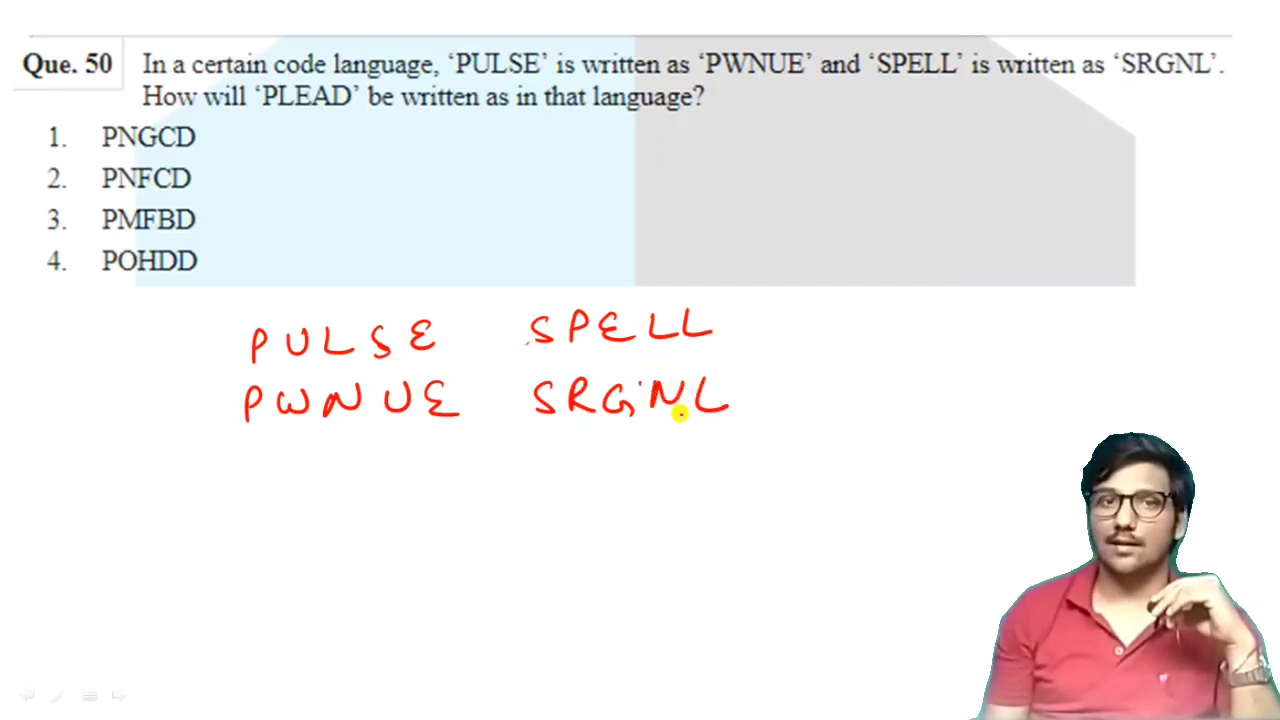 Que. 50 In a certain code language, ‘PULSE’ is written as ‘PWNUE’ and ‘SPELL’ is written as ‘SRGNL’.
How will ‘PLEAD’ be written as in that language?
1. PNGCD
2. PNFCD
3. PMFBD
4. POHDD
PULSE SPELL
PWNUE SRGNL